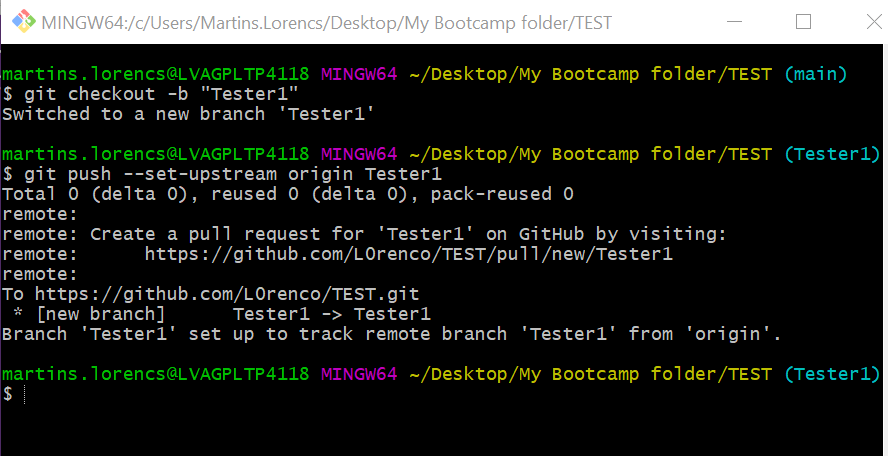 MINGW64:/c/Users/Martins.Lorencs/Desktop/My Bootcamp folder/TEST
martins.lorencs@LVAGPLTP4118 MINGW64 ~/Desktop/My Bootcamp folder/TEST (main)
$ git checkout -b "Tester1"
Switched to a new branch 'Tester1'
martins.lorencs@LVAGPLTP4118 MINGW64 ~/Desktop/My Bootcamp folder/TEST (Tester1)
$ git push --set-upstream origin Tester1
Total 0 (delta 0), reused 0 (delta 0), pack-reused 0
remote:
remote: Create a pull request for 'Tester1' on GitHub by visiting:
remote:      https://github.com/L0renco/TEST/pull/new/Tester1
remote:
To https://github.com/L0renco/TEST.git
 * [new branch]      Tester1 -> Tester1
Branch 'Tester1' set up to track remote branch 'Tester1' from 'origin'.
martins.lorencs@LVAGPLTP4118 MINGW64 ~/Desktop/My Bootcamp folder/TEST (Tester1)
$